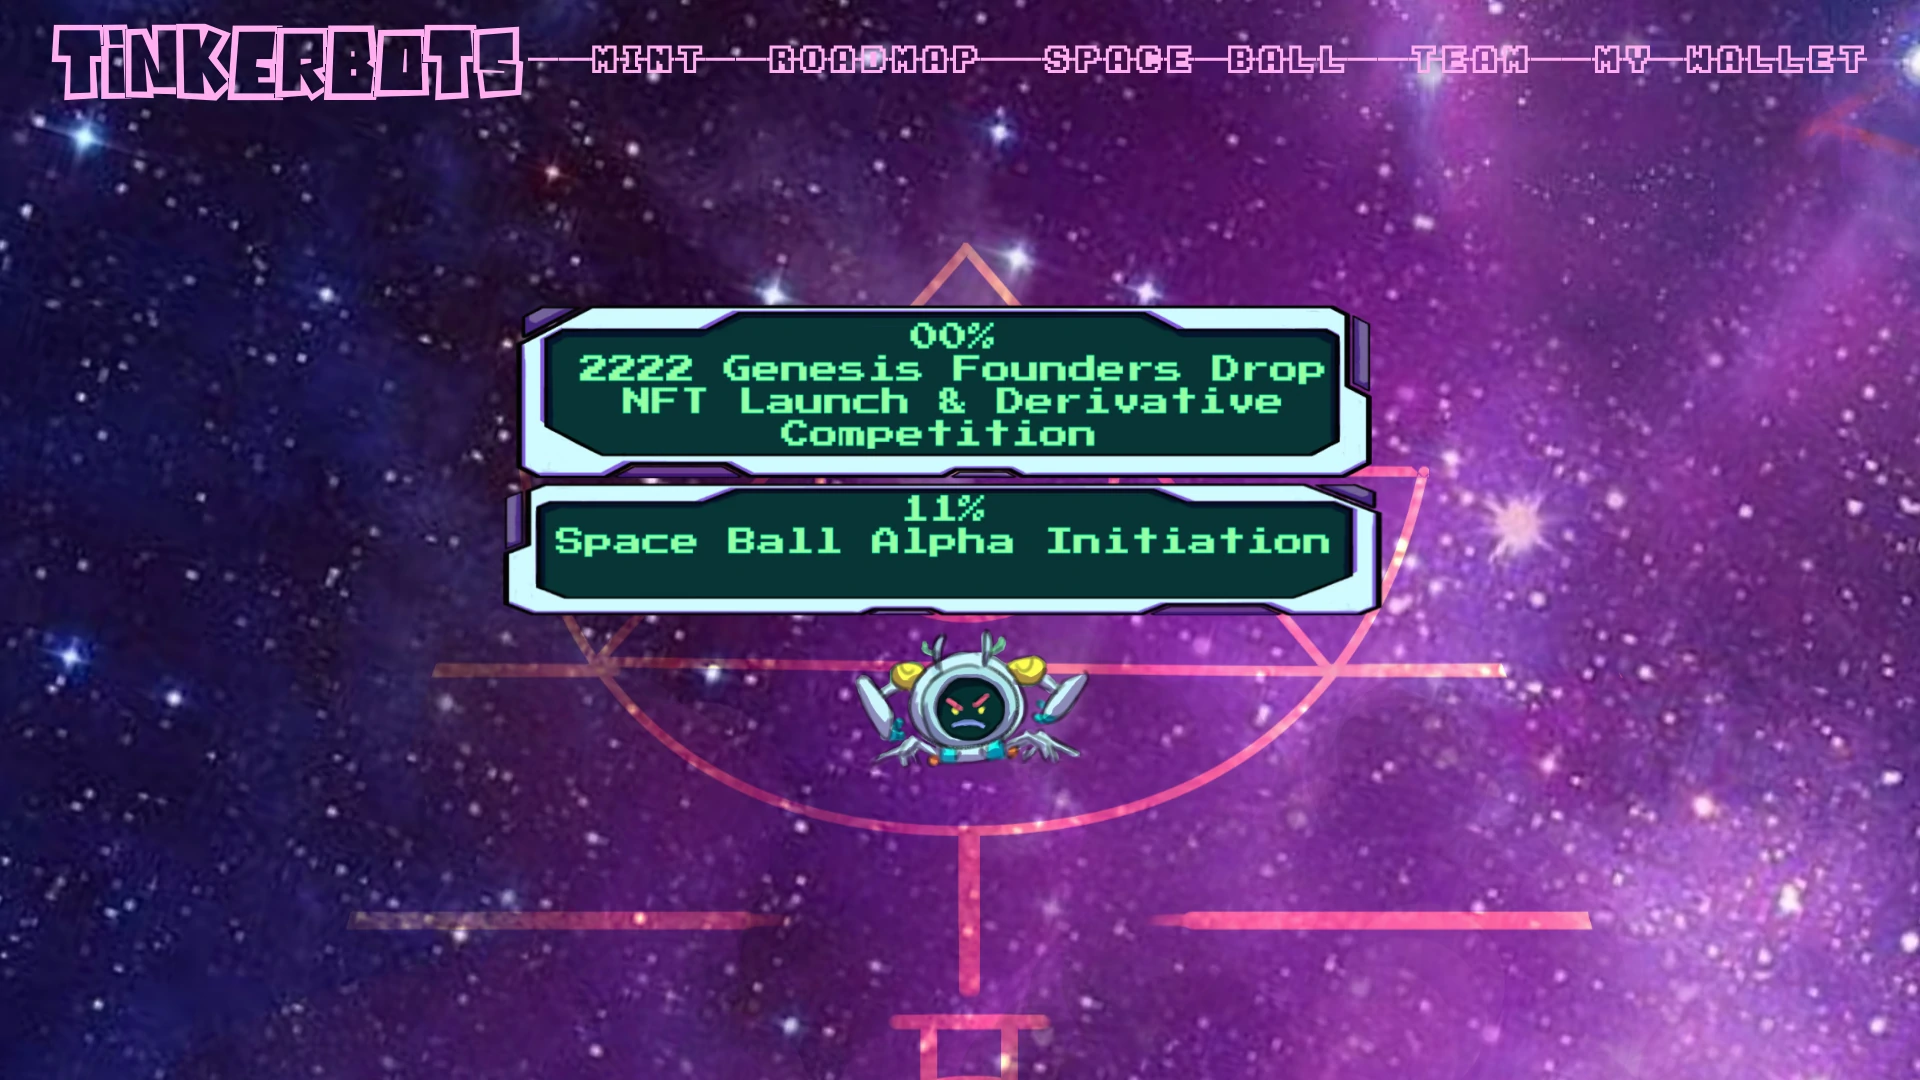 TiNKERBOTS MINT ROADMAP SPACE BALL TEAM MY WALLET
00%
2222 Genesis Founders Drop
NFT Launch & Derivative
Competition
11%
Space Ball Alpha Initiation